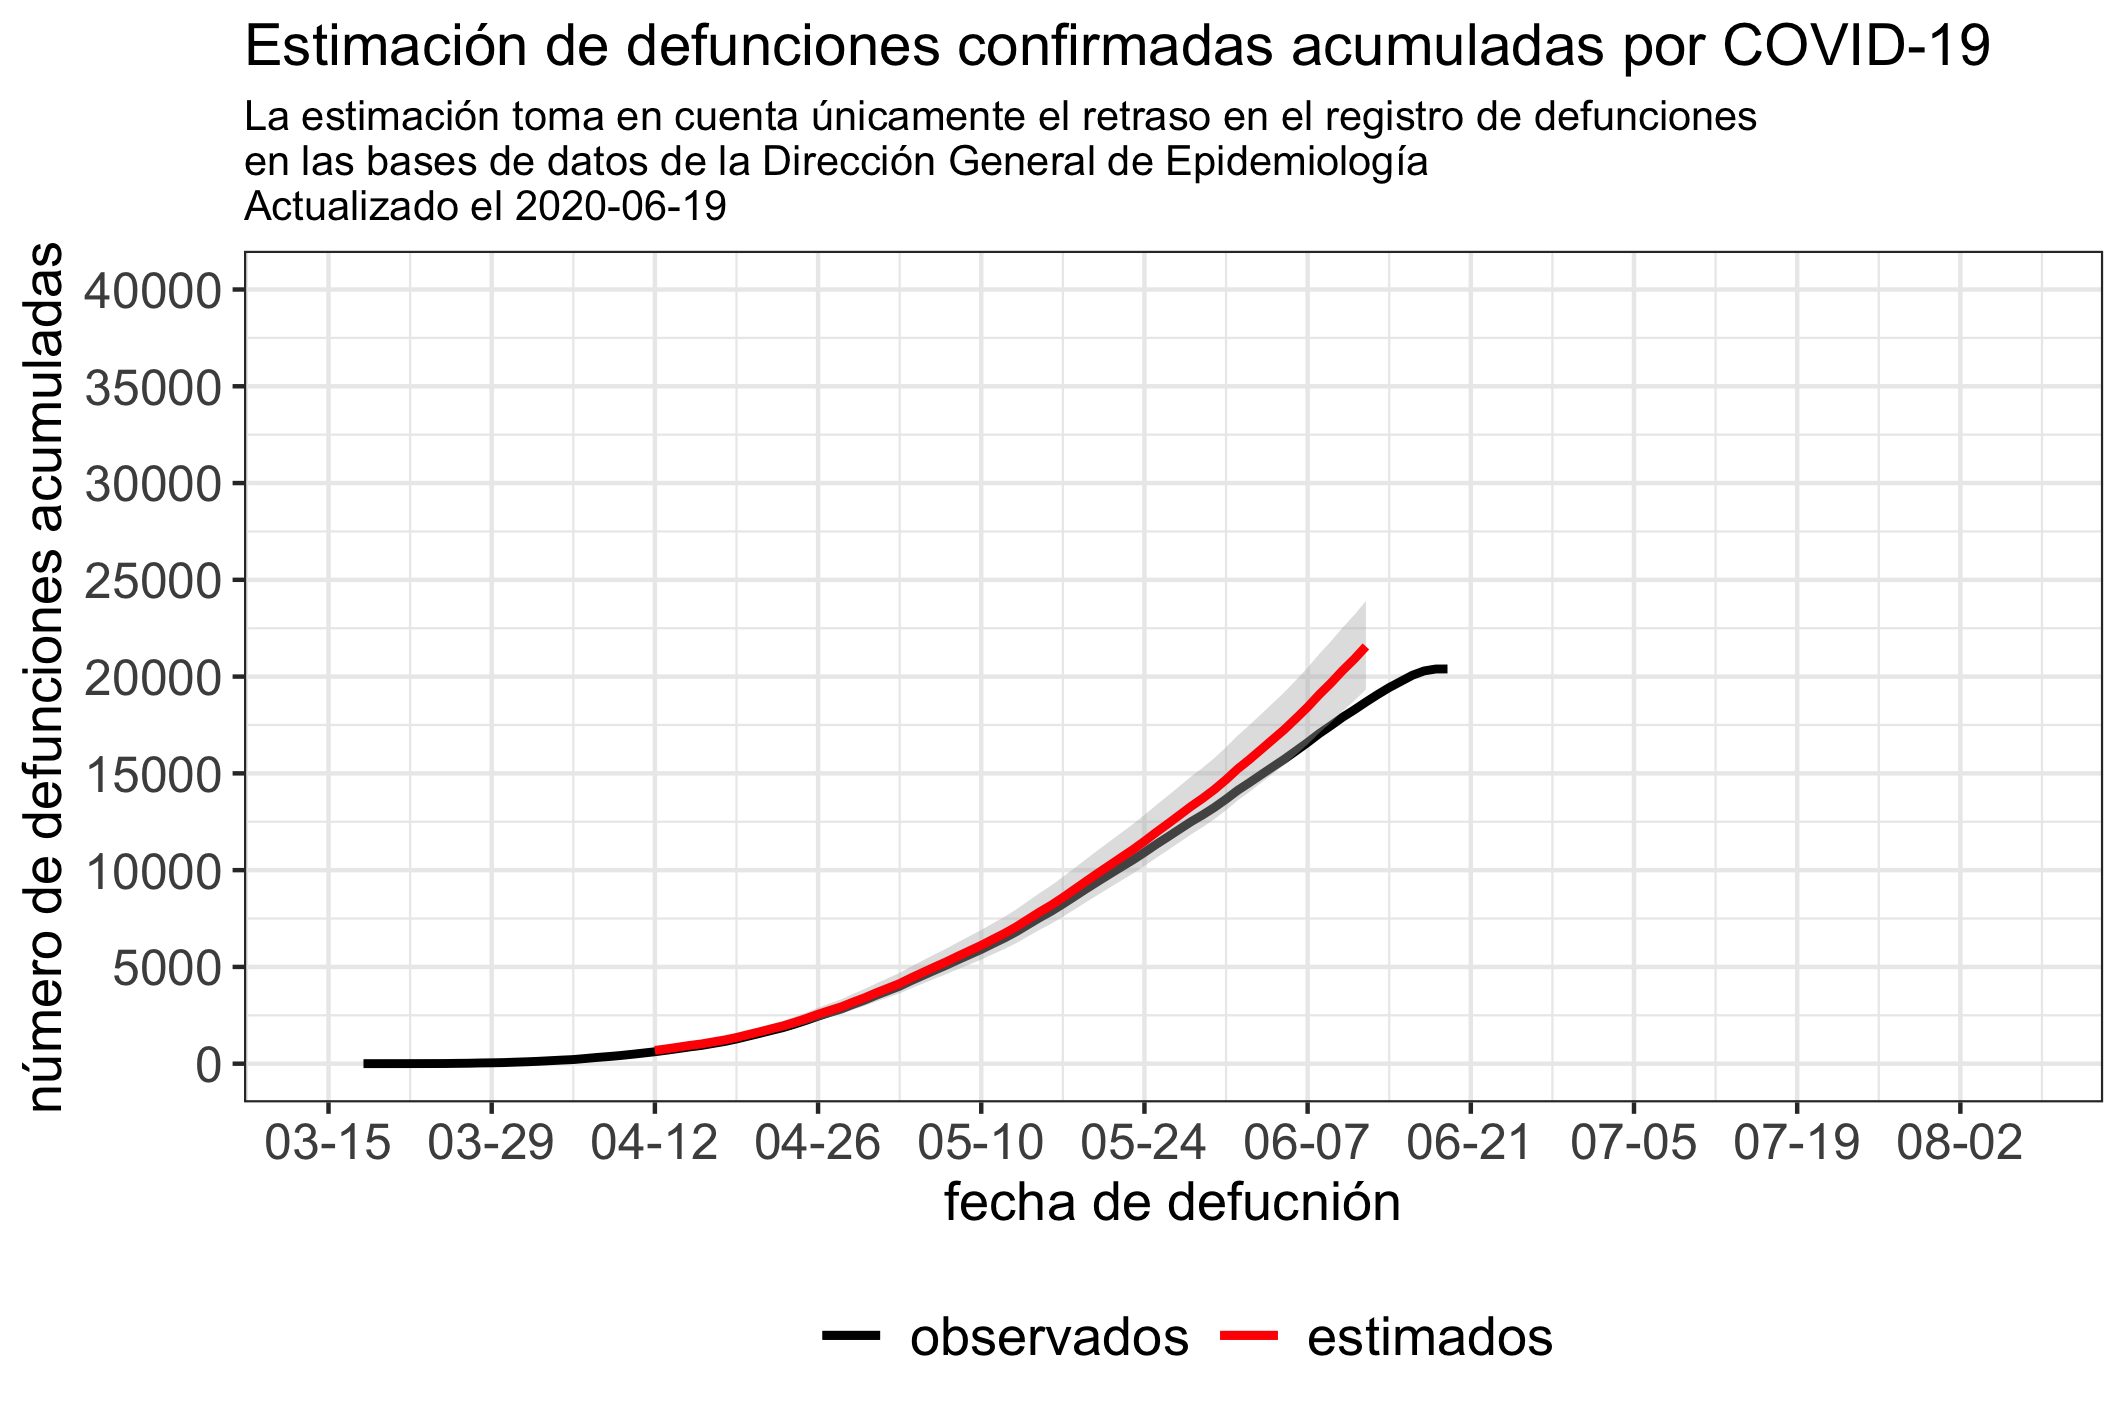 Estimación de defunciones confirmadas acumuladas por COVID-19
La estimación toma en cuenta únicamente el retraso en el registro de defunciones
en las bases de datos de la Dirección General de Epidemiología
Actualizado el 2020-06-19
número de defunciones acumuladas
40000
35000
30000
25000
20000
15000
10000
5000
0
03-15 03-29 04-12 04-26 05-10 05-24 06-07 06-21 07-05 07-19 08-02
fecha de defucnión
observados estimados